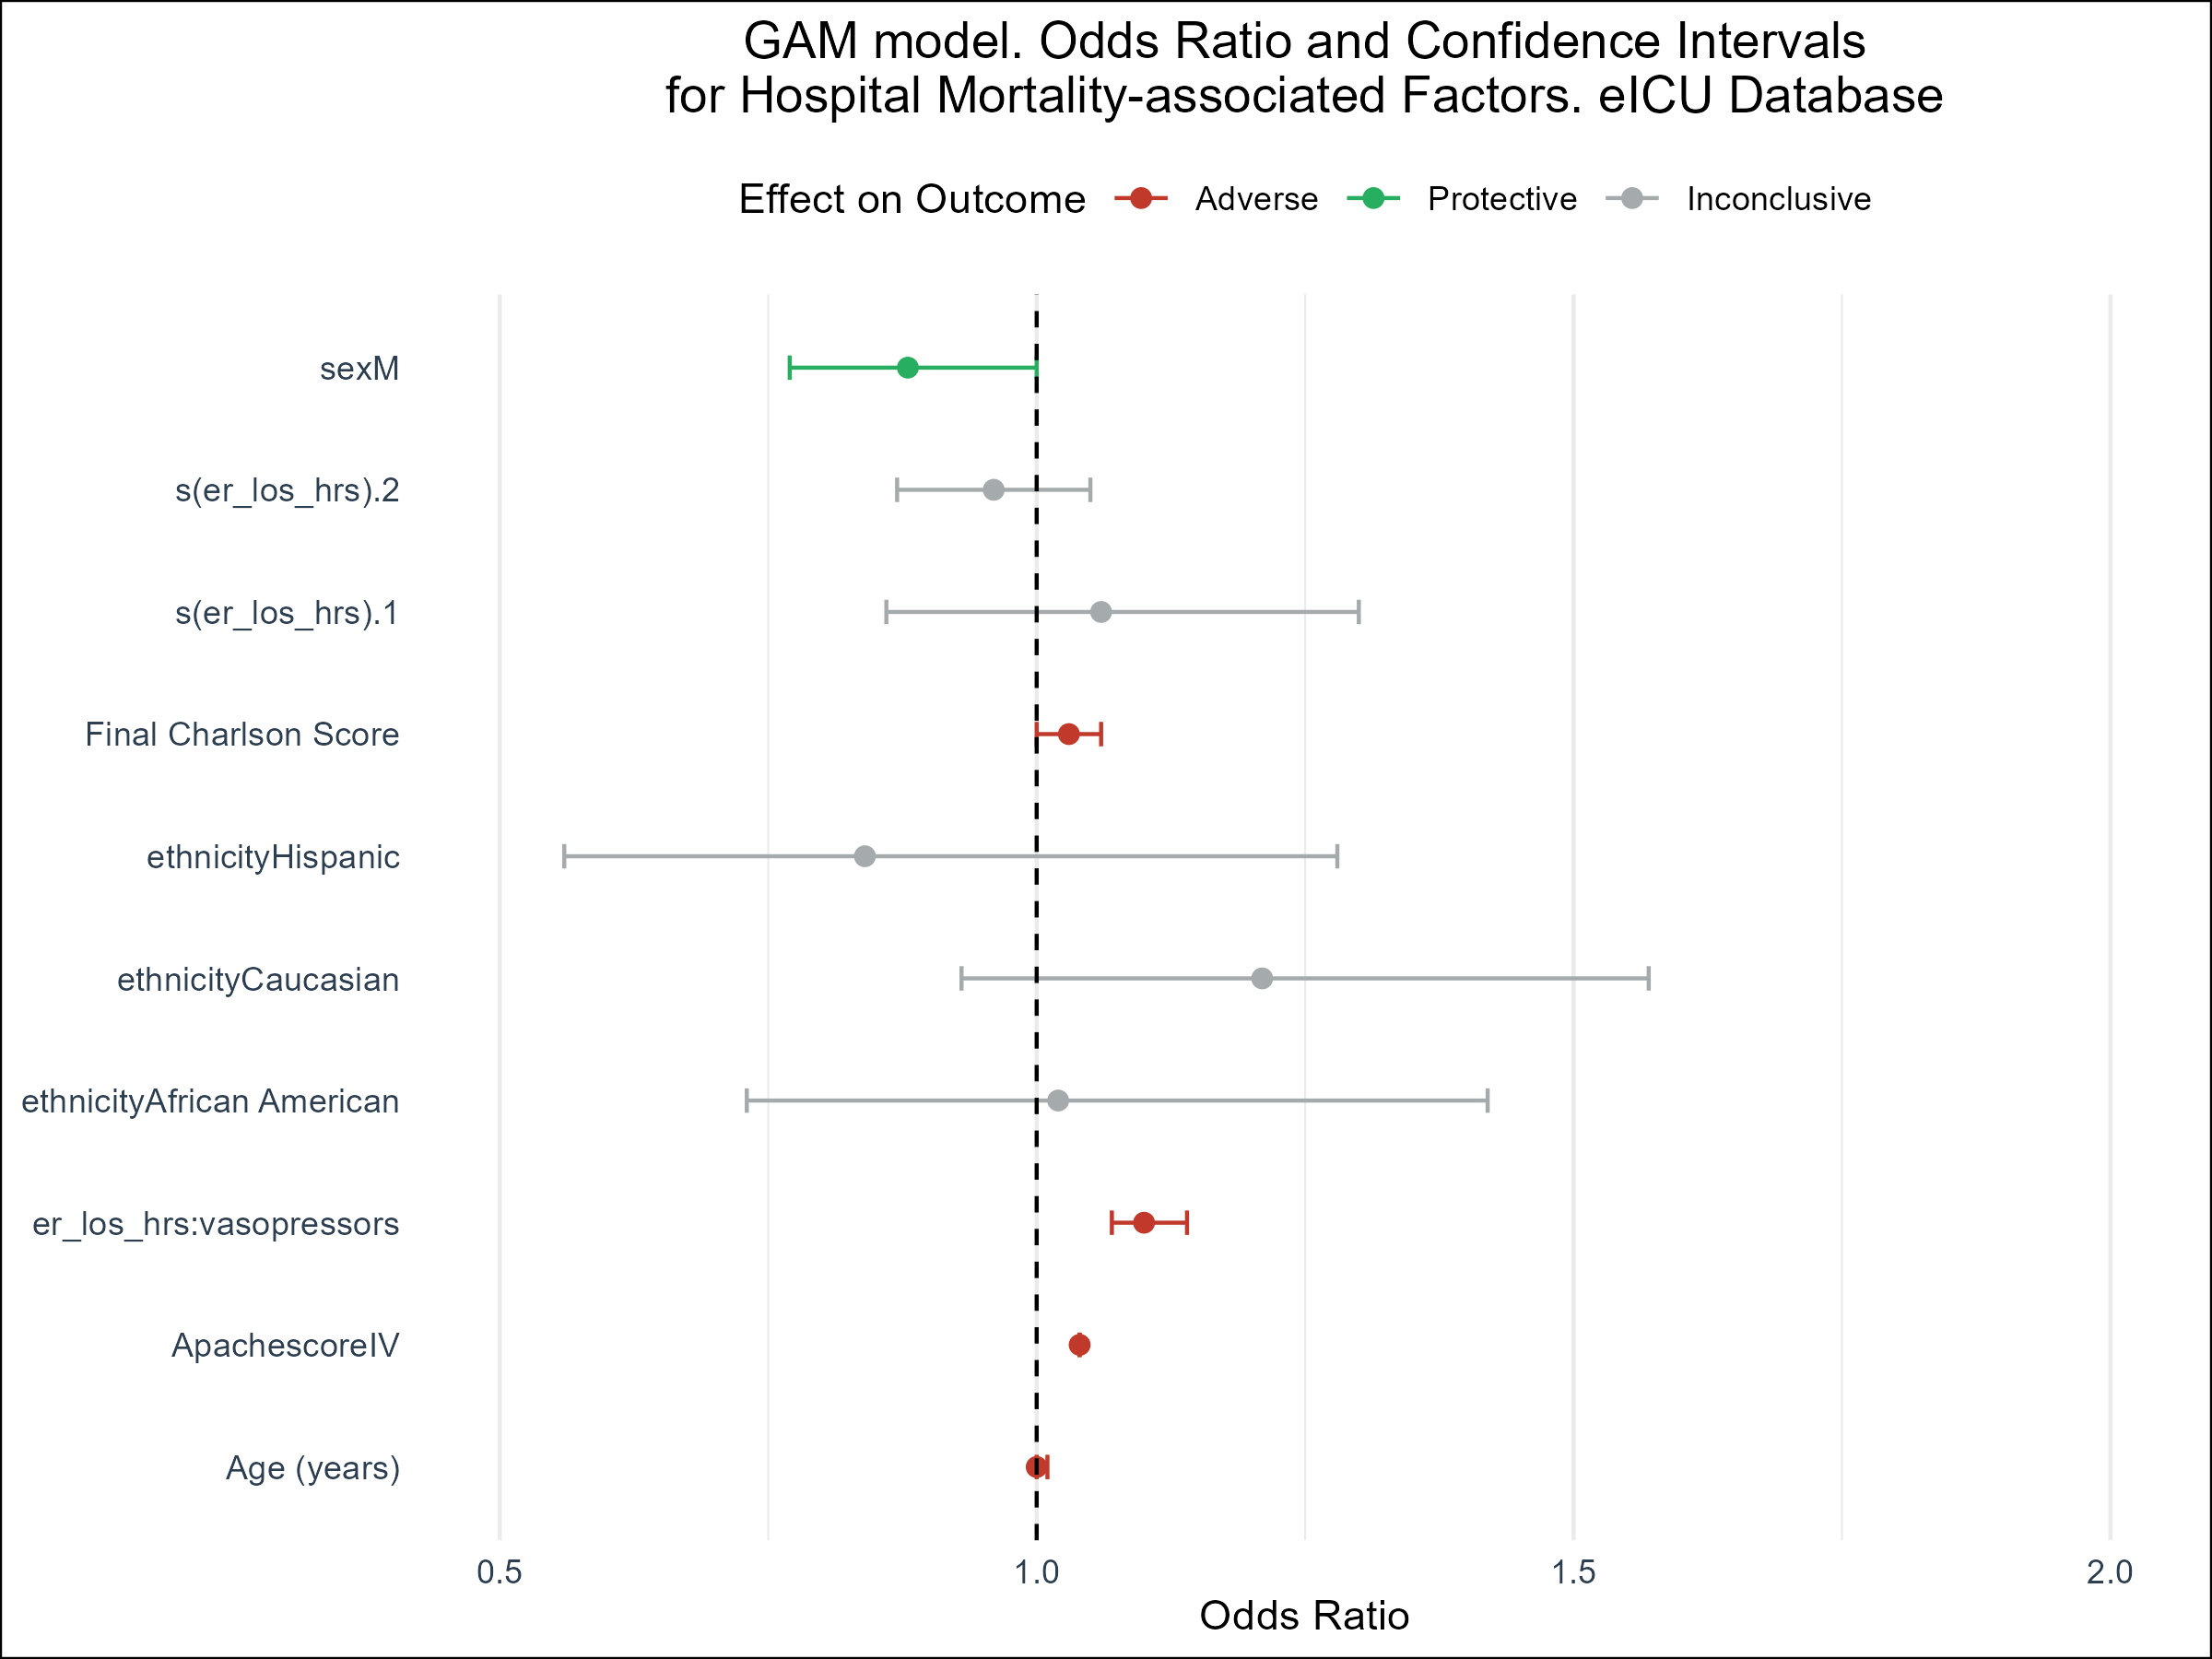 GAM model. Odds Ratio and Confidence Intervals
for Hospital Mortality-associated Factors. eICU Database
Effect on Outcome Adverse Protective Inconclusive
sexM
s(er_los_hrs).2
s(er_los_hrs).1
Final Charlson Score
ethnicityHispanic
ethnicityCaucasian
ethnicityAfrican American
er_los_hrs:vasopressors
ApachescoreIV
Age (years)
0.5 1.0 1.5 2.0
Odds Ratio